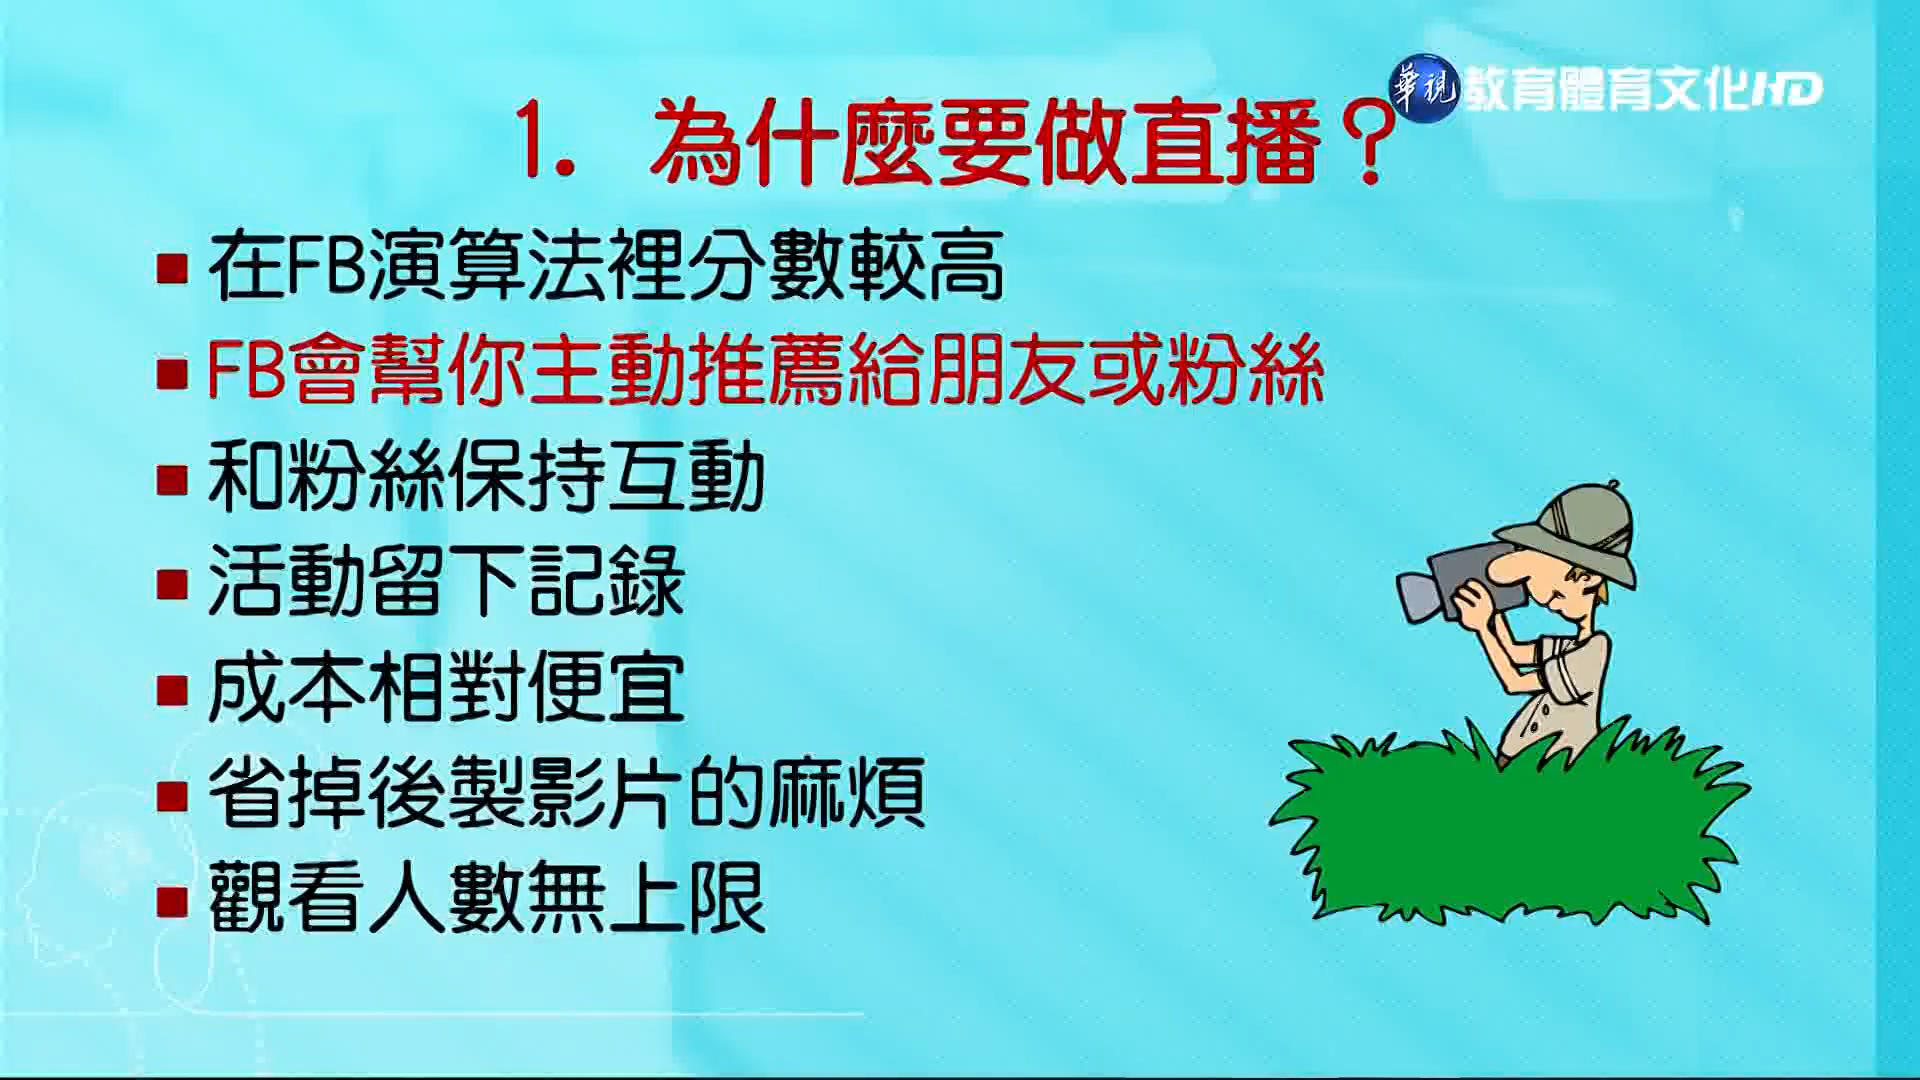 華視 教育體育文化HD
1. 為什麼要做直播？
在FB演算法裡分數較高
FB會幫你主動推薦給朋友或粉絲
和粉絲保持互動
活動留下記錄
成本相對便宜
省掉後製影片的麻煩
觀看人數無上限